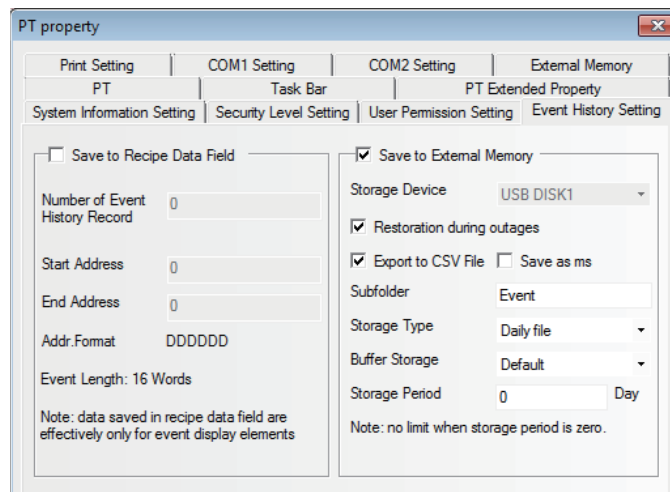 PT property
Print Setting COM1 Setting COM2 Setting External Memory
PT Task Bar PT Extended Property
System Information Setting Security Level Setting User Permission Setting Event History Setting
Save to Recipe Data Field
Number of Event
History Record
0
Start Address
0
End Address
0
Addr.Format DDDDDD
Event Length: 16 Words
Note: data saved in recipe data field are
effectively only for event display elements
Save to External Memory
Storage Device USB DISK1
Restoration during outages
Export to CSV File Save as ms
Subfolder Event
Storage Type Daily file
Buffer Storage Default
Storage Period 0 Day
Note: no limit when storage period is zero.